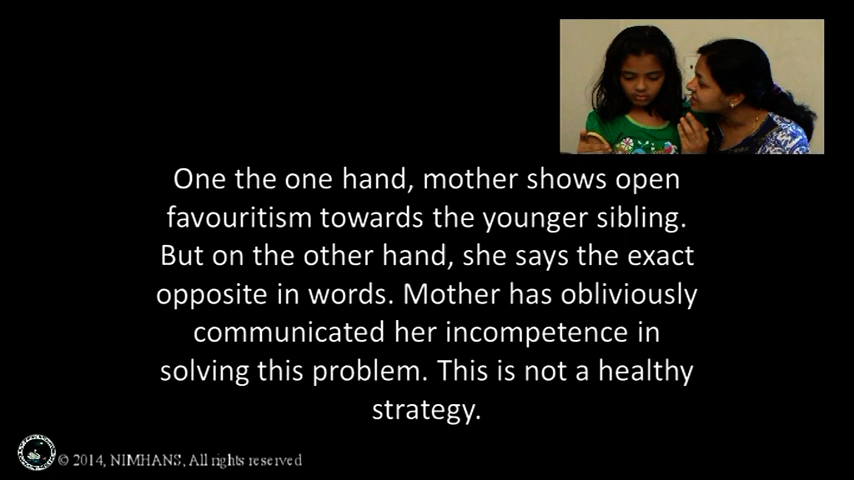 One the one hand, mother shows open
favouritism towards the younger sibling.
But on the other hand, she says the exact
opposite in words. Mother has obliviously
communicated her incompetence in
solving this problem. This is not a healthy
strategy.
© 2014, NIMHANS, All rights reserved